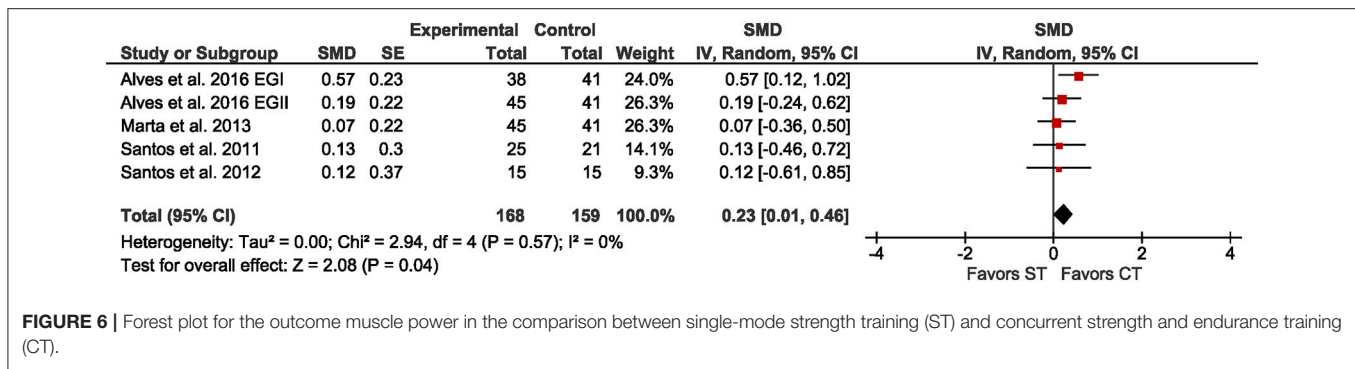 Experimental Control SMD SMD
Study or Subgroup SMD SE Total Total Weight IV, Random, 95% CI IV, Random, 95% CI
Alves et al. 2016 EGI 0.57 0.23 38 41 24.0% 0.57 [0.12, 1.02]
Alves et al. 2016 EGII 0.19 0.22 45 41 26.3% 0.19 [-0.24, 0.62]
Marta et al. 2013 0.07 0.22 45 41 26.3% 0.07 [-0.36, 0.50]
Santos et al. 2011 0.13 0.3 25 21 14.1% 0.13 [-0.46, 0.72]
Santos et al. 2012 0.12 0.37 15 15 9.3% 0.12 [-0.61, 0.85]
Total (95% CI) 168 159 100.0% 0.23 [0.01, 0.46]
Heterogeneity: Tau² = 0.00; Chi² = 2.94, df = 4 (P = 0.57); I² = 0%
Test for overall effect: Z = 2.08 (P = 0.04)
-4 -2 0 2 4
Favors ST Favors CT
FIGURE 6 | Forest plot for the outcome muscle power in the comparison between single-mode strength training (ST) and concurrent strength and endurance training
(CT).